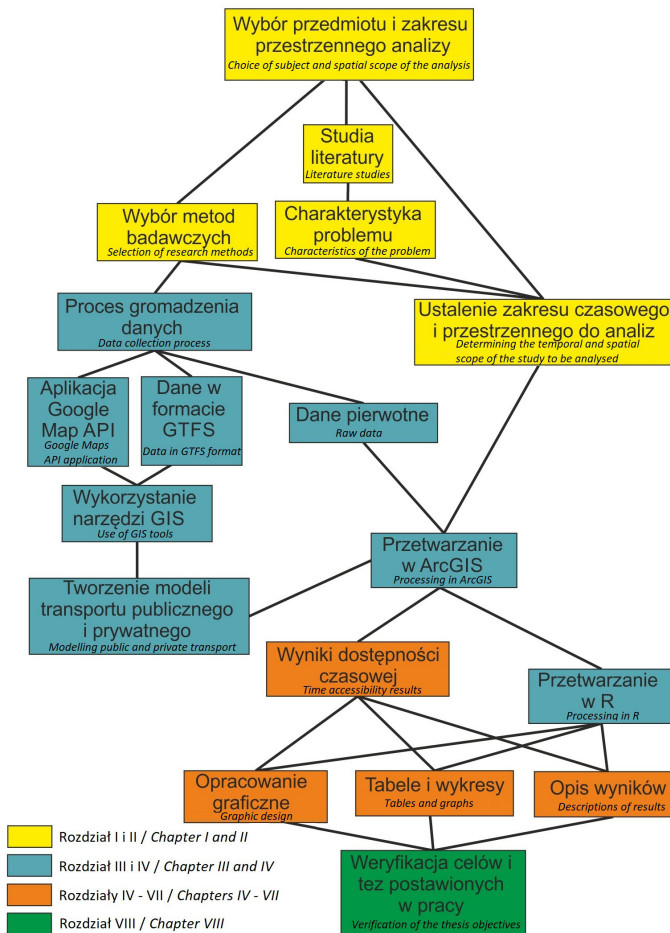 Wybór przedmiotu i zakresu
przestrzennego analizy
Choice of subject and spatial scope of the analysis
Studia
literatury
Literature studies
Wybór metod
badawczych
Selection of research methods
Charakterystyka
problemu
Characteristics of the problem
Proces gromadzenia
danych
Data collection process
Ustalenie zakresu czasowego
i przestrzennego do analiz
Determining the temporal and spatial
scope of the study to be analysed
Aplikacja
Google
Map API
Google Maps
API application
Dane w
formacie
GTFS
Data in GTFS format
Dane pierwotne
Raw data
Wykorzystanie
narzędzi GIS
Use of GIS tools
Przetwarzanie
w ArcGIS
Processing in ArcGIS
Tworzenie modeli
transportu publicznego
i prywatnego
Modelling public and private transport
Wyniki dostępności
czasowej
Time accessibility results
Przetwarzanie
w R
Processing in R
Opracowanie
graficzne
Graphic design
Tabele i wykresy
Tables and graphs
Opis wyników
Descriptions of results
Weryfikacja celów i
tez postawionych
w pracy
Verification of the thesis objectives
Rozdział I i II / Chapter I and II
Rozdział III i IV / Chapter III and IV
Rozdziały IV - VII / Chapters IV - VII
Rozdział VIII / Chapter VIII